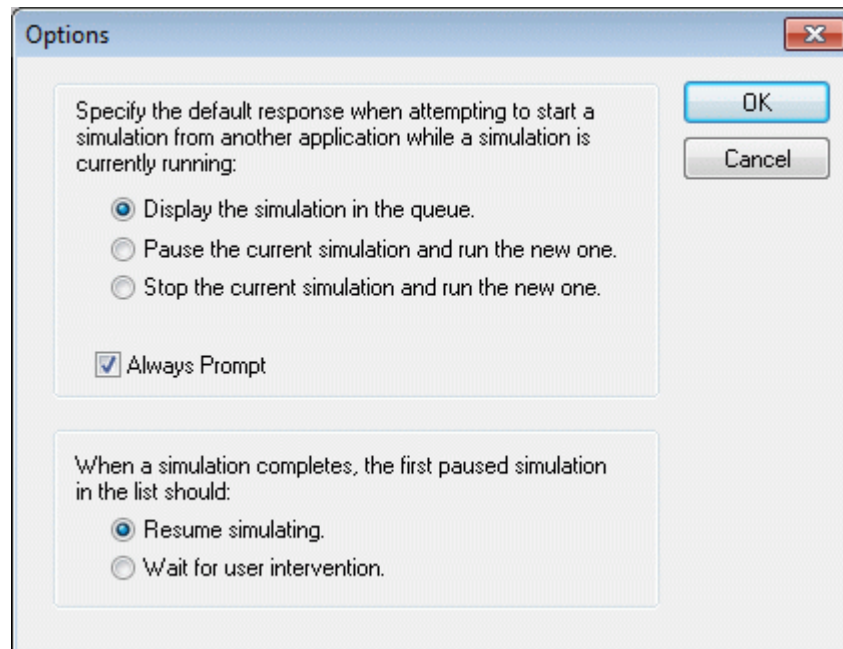 Options
Specify the default response when attempting to start a
simulation from another application while a simulation is
currently running:
Display the simulation in the queue.
Pause the current simulation and run the new one.
Stop the current simulation and run the new one.
Always Prompt
When a simulation completes, the first paused simulation
in the list should:
Resume simulating.
Wait for user intervention.
OK
Cancel